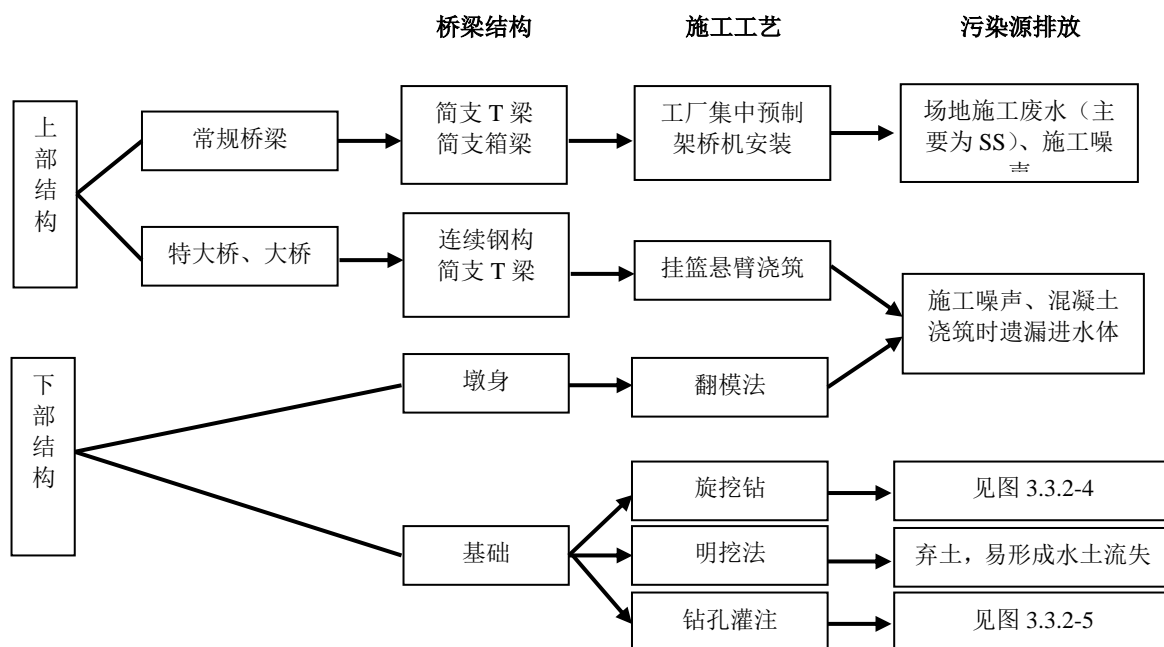 桥梁结构
施工工艺
污染源排放
上
部
结
构
常规桥梁
简支 T 梁
简支箱梁
工厂集中预制
架桥机安装
场地施工废水（主
要为 SS）、施工噪
特大桥、大桥
连续钢构
简支 T 梁
挂篮悬臂浇筑
施工噪声、混凝土
浇筑时遗漏进水体
下
部
结
构
墩身
翻模法
基础
旋挖钻
见图 3.3.2-4
明挖法
弃土，易形成水土流失
钻孔灌注
见图 3.3.2-5